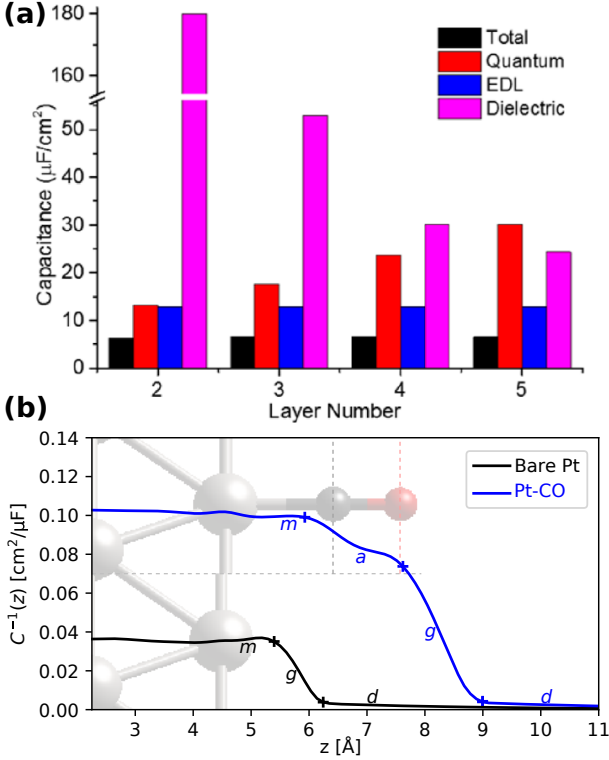 (a)
180
160
50
40
30
20
10
0
Capacitance (μF/cm²)
Total
Quantum
EDL
Dielectric
2 3 4 5
Layer Number
(b)
0.14
0.12
0.10
0.08
0.06
0.04
0.02
0.00
C⁻¹(z) [cm²/μF]
Bare Pt
Pt-CO
m
a
g
d
m
g
d
3 4 5 6 7 8 9 10 11
z [Å]